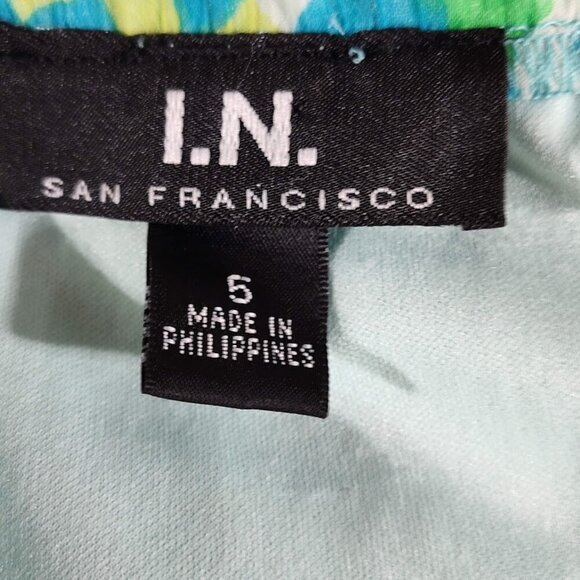 I.N.
SAN FRANCISCO
5
MADE IN
PHILIPPINES